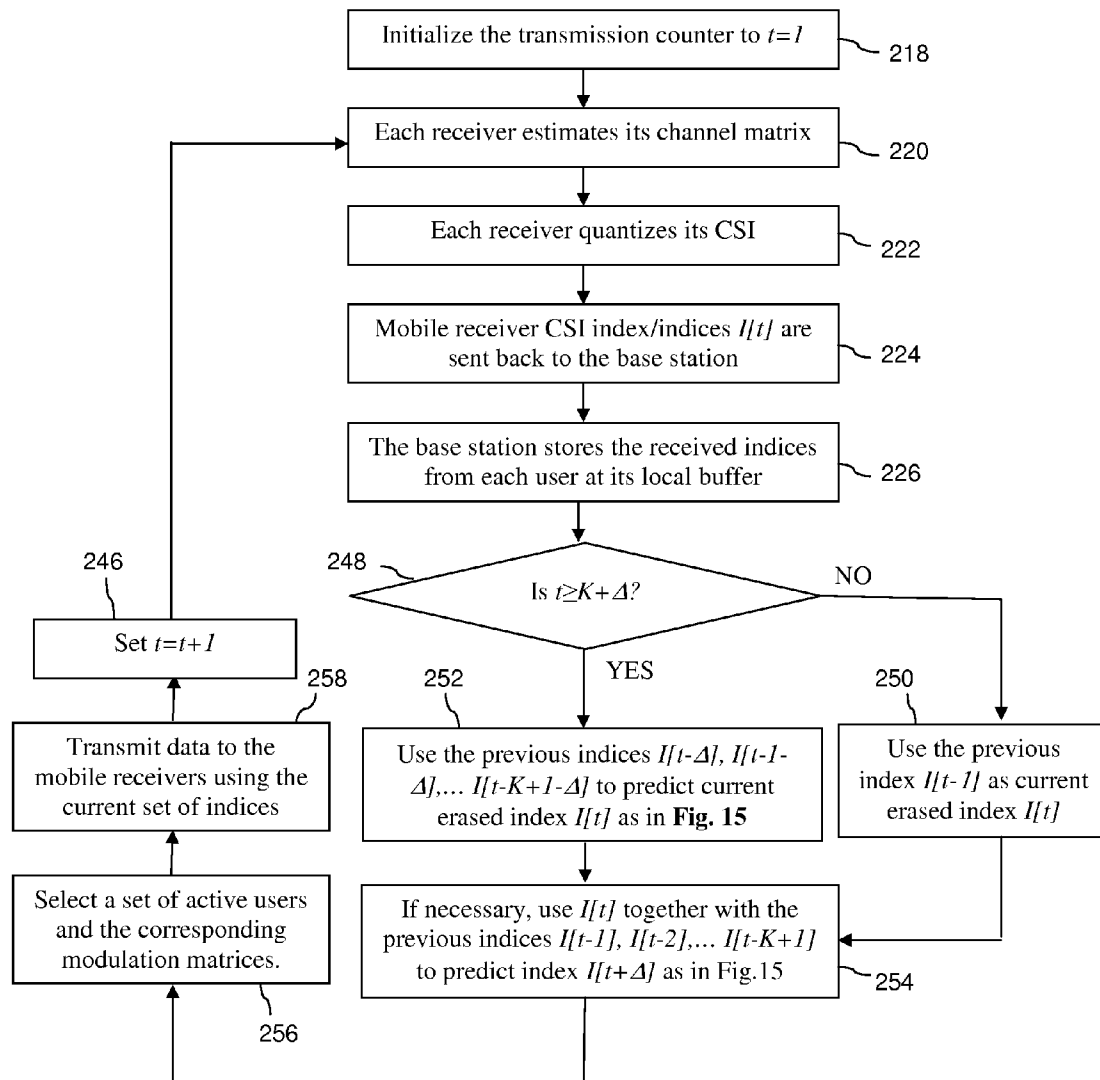 Initialize the transmission counter to t=1
218
Each receiver estimates its channel matrix
220
Each receiver quantizes its CSI
222
Mobile receiver CSI index/indices I[t] are
sent back to the base station
224
The base station stores the received indices
from each user at its local buffer
226
248
Is t≥K+Δ?
NO
YES
246
Set t=t+1
258
Transmit data to the
mobile receivers using the
current set of indices
252
Use the previous indices I[t-Δ], I[t-1-
Δ],... I[t-K+1-Δ] to predict current
erased index I[t] as in Fig. 15
250
Use the previous
index I[t-1] as current
erased index I[t]
Select a set of active users
and the corresponding
modulation matrices.
256
If necessary, use I[t] together with the
previous indices I[t-1], I[t-2],... I[t-K+1]
to predict index I[t+Δ] as in Fig.15
254